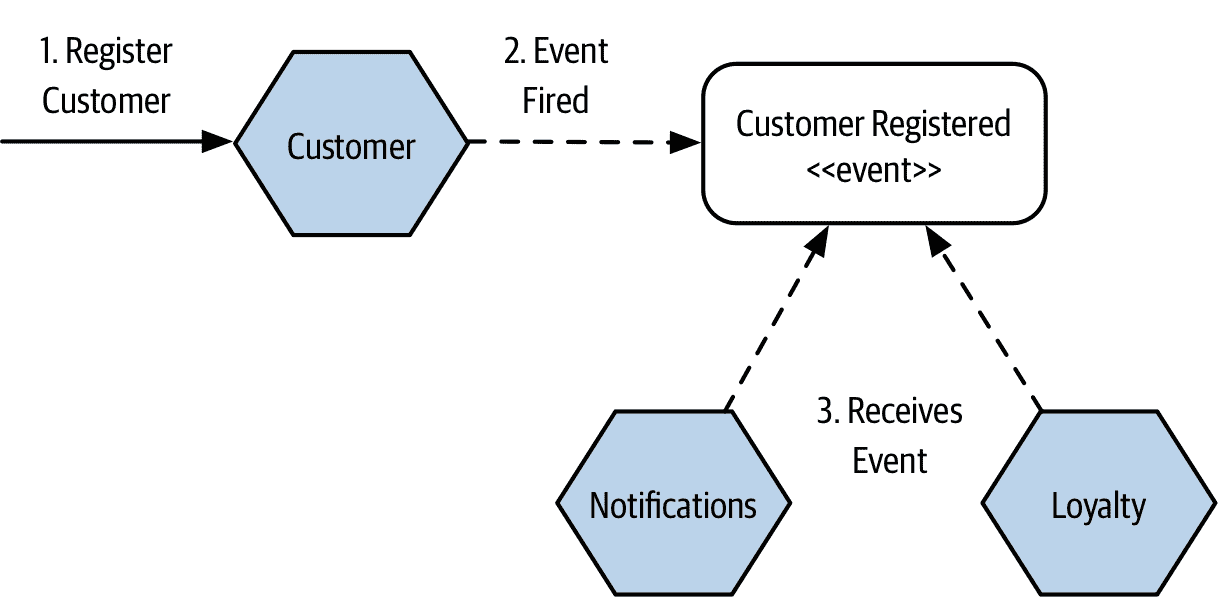 1. Register
Customer
Customer
2. Event
Fired
Customer Registered
<<event>>
3. Receives
Event
Notifications
Loyalty